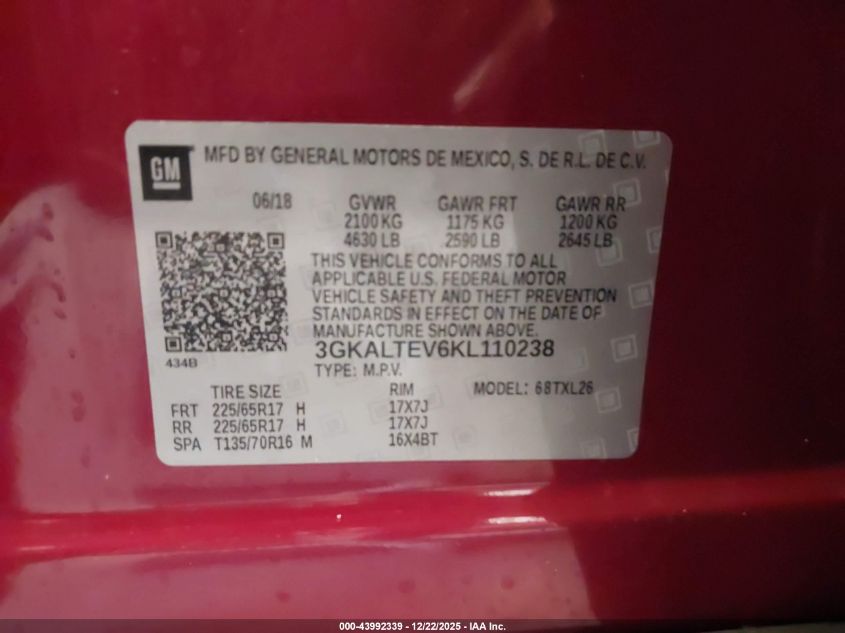 GM
MFD BY GENERAL MOTORS DE MEXICO, S. DE R.L. DE C.V.
06/18 GVWR GAWR FRT GAWR RR
2100 KG 1175 KG 1200 KG
4630 LB 2590 LB 2645 LB
THIS VEHICLE CONFORMS TO ALL
APPLICABLE U.S. FEDERAL MOTOR
VEHICLE SAFETY AND THEFT PREVENTION
STANDARDS IN EFFECT ON THE DATE OF
MANUFACTURE SHOWN ABOVE.
434B
3GKALTEV6KL110238
TYPE: M.P.V.
TIRE SIZE RIM MODEL: 68TXL26
FRT 225/65R17 H 17X7J
RR 225/65R17 H 17X7J
SPA T135/70R16 M 16X4BT
000-43992339 - 12/22/2025 - IAA Inc.